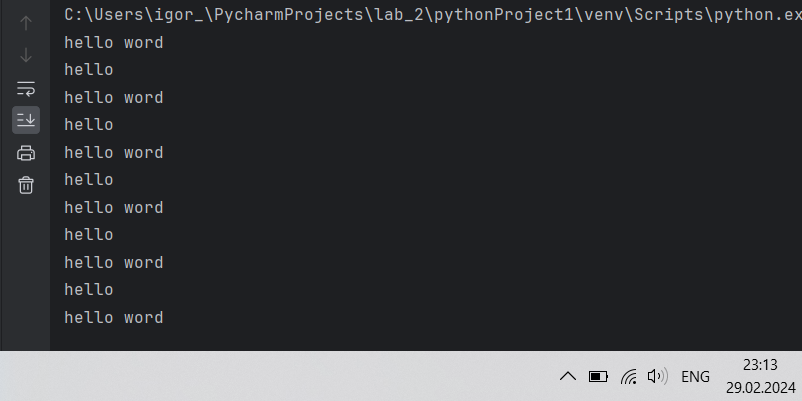 C:\Users\igor_\PycharmProjects\lab_2\pythonProject1\venv\Scripts\python.ex
hello word
hello
hello word
hello
hello word
hello
hello word
hello
hello word
hello
hello word
ENG
23:13
29.02.2024